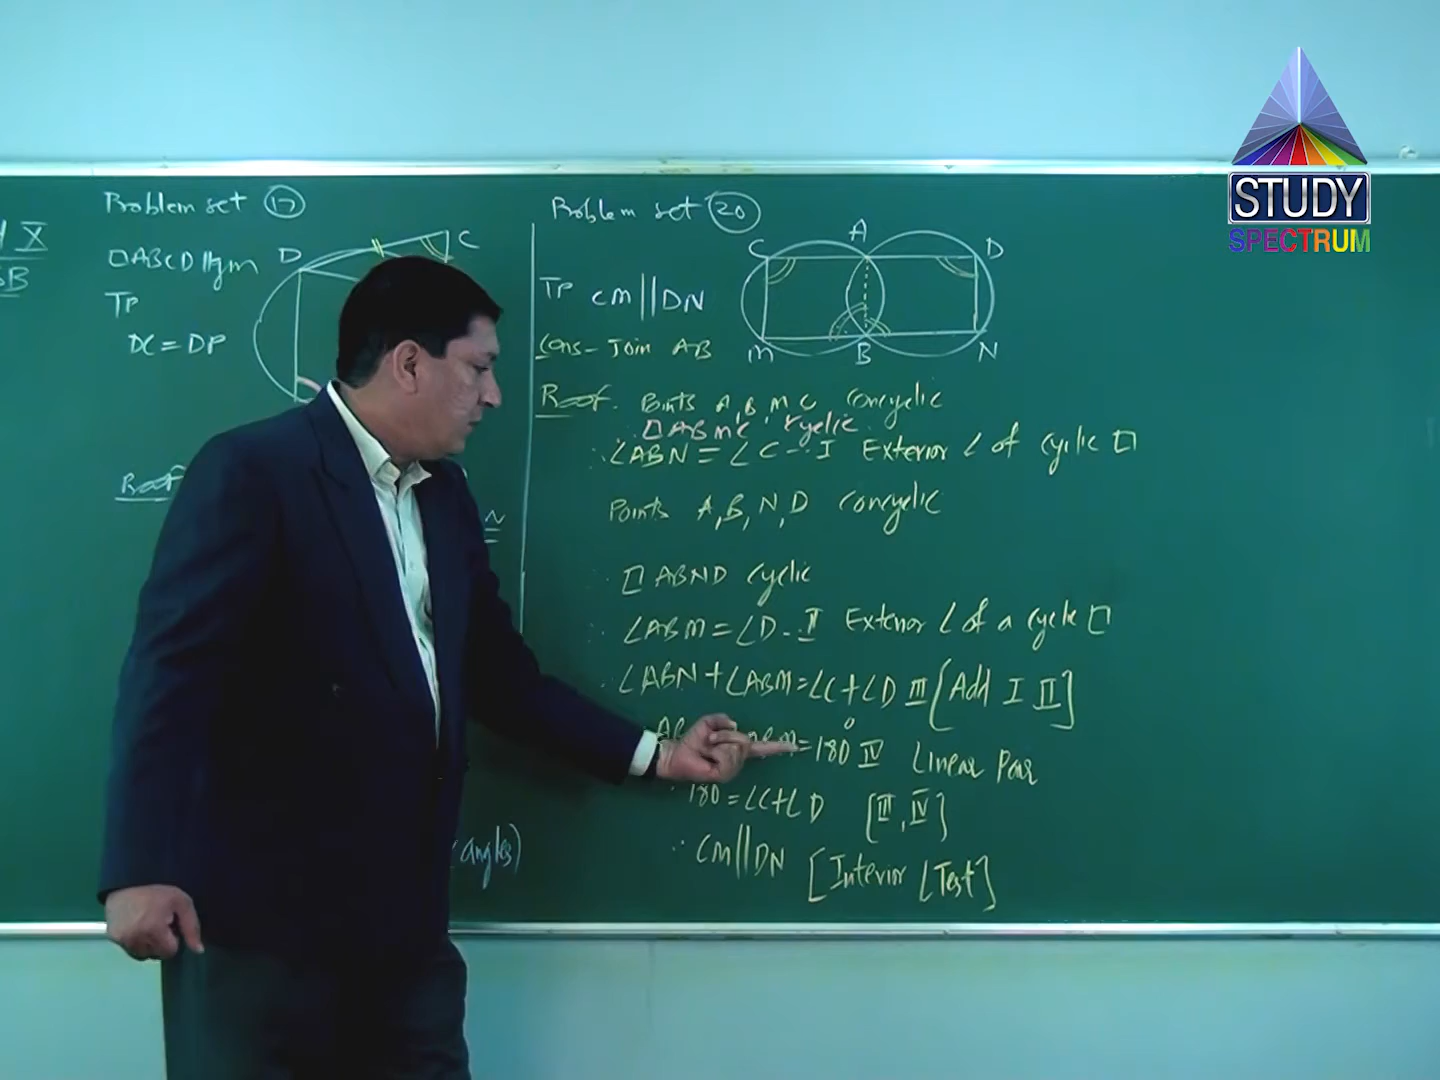 X
Problem set 17
□ABCD ||gm
TP
DC = DP
D
C
Proof
N
angles)
Problem set 20
TP CM||DN
Cons - Join AB
C A D
M B N
Proof. Points A, B, M C Concyclic
∴ □ABMC cyclic
∴ ∠ABN = ∠C - I Exterior ∠ of cyclic □
Points A, B, N, D Concyclic
∴ □ABND cyclic
∴ ∠ABM = ∠D - II Exterior ∠ of a cyclic □
∴ ∠ABN + ∠ABM = ∠C + ∠D III [Add I II]
= 180° IV Linear Pair
180 = ∠C + ∠D [III, IV]
∴ CM||DN [Interior ∠ Test]
STUDY
SPECTRUM